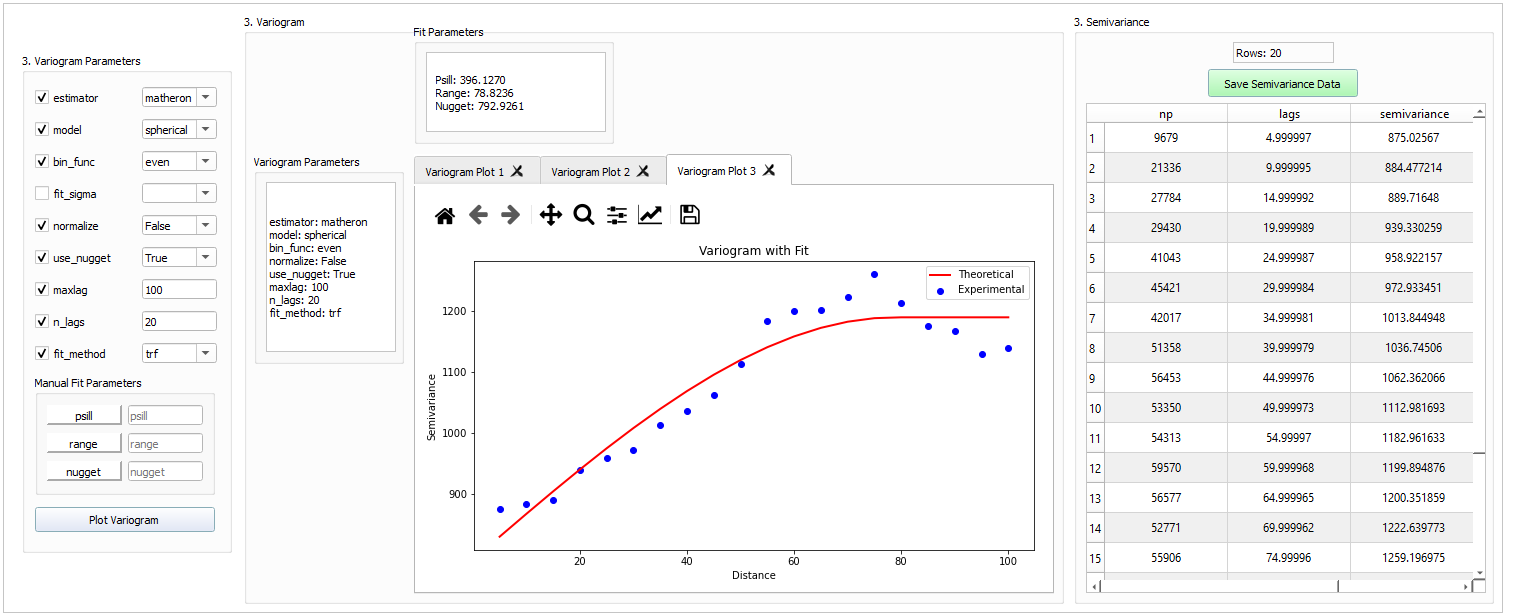 3. Variogram Parameters
estimator matheron
model spherical
bin_func even
fit_sigma
normalize False
use_nugget True
maxlag 100
n_lags 20
fit_method trf
Manual Fit Parameters
psill psill
range range
nugget nugget
Plot Variogram
3. Variogram
Fit Parameters
Psill: 396.1270
Range: 78.8236
Nugget: 792.9261
Variogram Parameters
estimator: matheron
model: spherical
bin_func: even
normalize: False
use_nugget: True
maxlag: 100
n_lags: 20
fit_method: trf
Variogram Plot 1 Variogram Plot 2 Variogram Plot 3
Variogram with Fit
Theoretical
Experimental
Semivariance
1200
1100
1000
900
20 40 60 80 100
Distance
3. Semivariance
Rows: 20
Save Semivariance Data
np lags semivariance
1 9679 4.999997 875.02567
2 21336 9.999995 884.477214
3 27784 14.999992 889.71648
4 29430 19.999989 939.330259
5 41043 24.999987 958.922157
6 45421 29.999984 972.933451
7 42017 34.999981 1013.844948
8 51358 39.999979 1036.74506
9 56453 44.999976 1062.362066
10 53350 49.999973 1112.981693
11 54313 54.99997 1182.961633
12 59570 59.999968 1199.894876
13 56577 64.999965 1200.351859
14 52771 69.999962 1222.639773
15 55906 74.99996 1259.196975